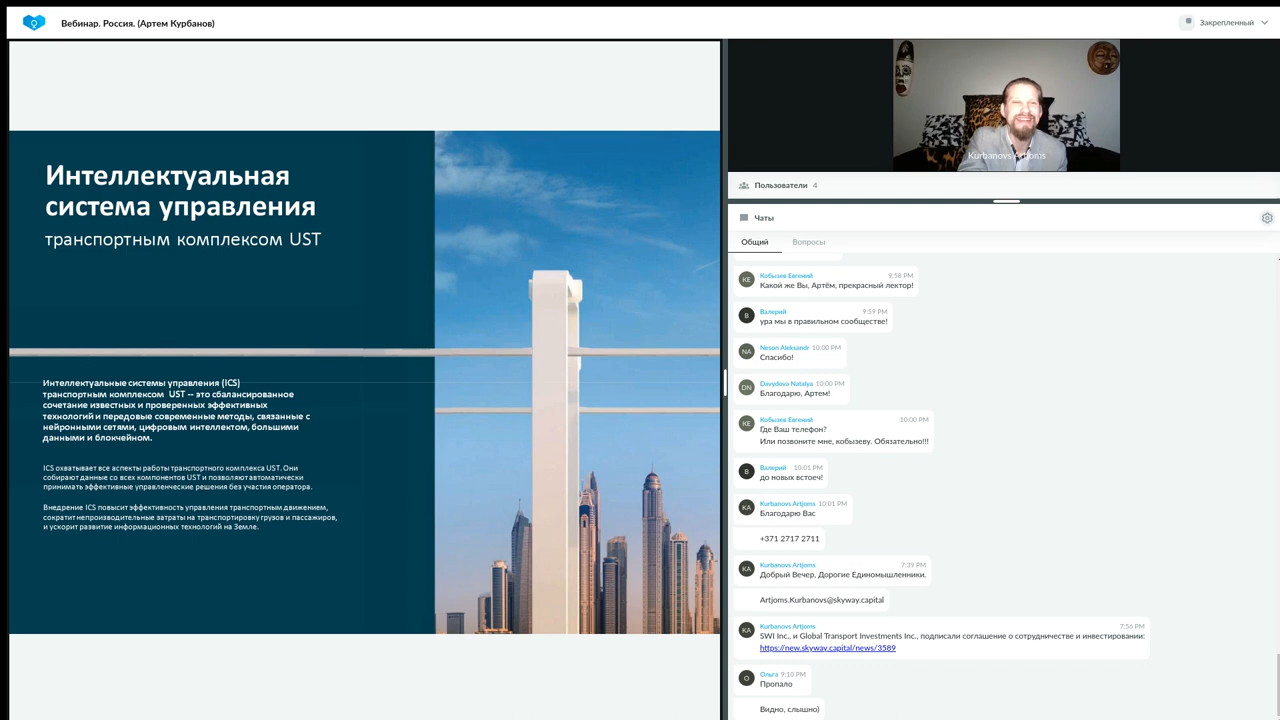 Вебинар. Россия. (Артем Курбанов)
Закрепленный
Интеллектуальная
система управления
транспортным комплексом UST
Интеллектуальные системы управления (ICS)
транспортным комплексом UST -- это сбалансированное
сочетание известных и проверенных эффективных
технологий и передовые современные методы, связанные с
нейронными сетями, цифровым интеллектом, большими
данными и блокчейном.
ICS охватывает все аспекты работы транспортного комплекса UST. Они
собирают данные со всех компонентов UST и позволяют автоматически
принимать эффективные управленческие решения без участия оператора.
Внедрение ICS повысит эффективность управления транспортным движением,
сократит непроизводительные затраты на транспортировку грузов и пассажиров,
и ускорит развитие информационных технологий на Земле.
Kurbanovs Artjoms
Пользователи 4
Чаты
Общий Вопросы
KE Кобызев Евгений 9:58 PM
Какой же Вы, Артём, прекрасный лектор!
В Валерий 9:59 PM
ура мы в правильном сообществе!
NA Neson Aleksandr 10:00 PM
Спасибо!
DN Davydova Natalya 10:00 PM
Благодарю, Артем!
KE Кобызев Евгений 10:00 PM
Где Ваш телефон?
Или позвоните мне, кобызеву. Обязательно!!!
В Валерий 10:01 PM
до новых встоеч!
KA Kurbanovs Artjoms 10:01 PM
Благодарю Вас
+371 2717 2711
KA Kurbanovs Artjoms 7:39 PM
Добрый Вечер, Дорогие Единомышленники.
Artjoms.Kurbanovs@skyway.capital
KA Kurbanovs Artjoms 7:56 PM
SWI Inc., и Global Transport Investments Inc., подписали соглашение о сотрудничестве и инвестировании:
https://new.skyway.capital/news/3589
О Ольга 9:10 PM
Пропало
Видно, слышно)